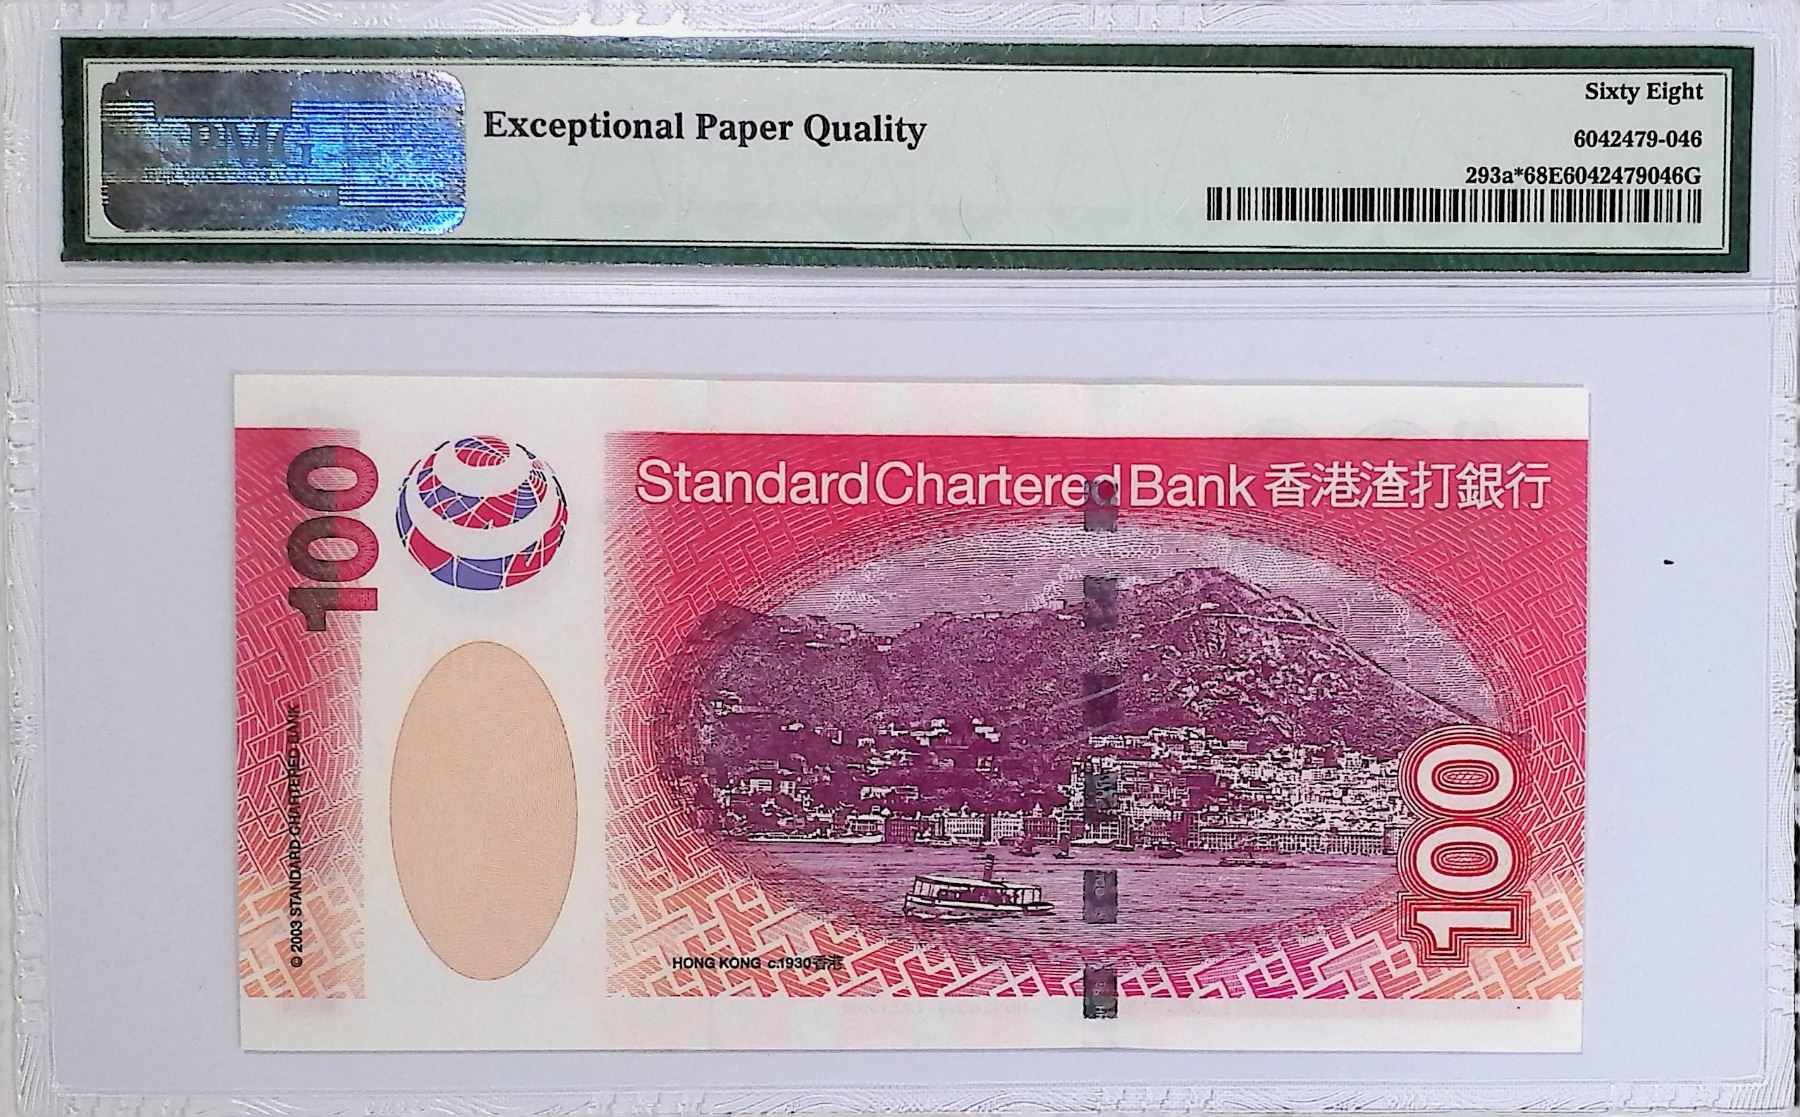 PMG
Exceptional Paper Quality
Sixty Eight
6042479-046
293a*68E6042479046G
100
© 2003 STANDARD CHARTERED BANK
Standard Chartered Bank 香港渣打銀行
HONG KONG c.1930 香港
100